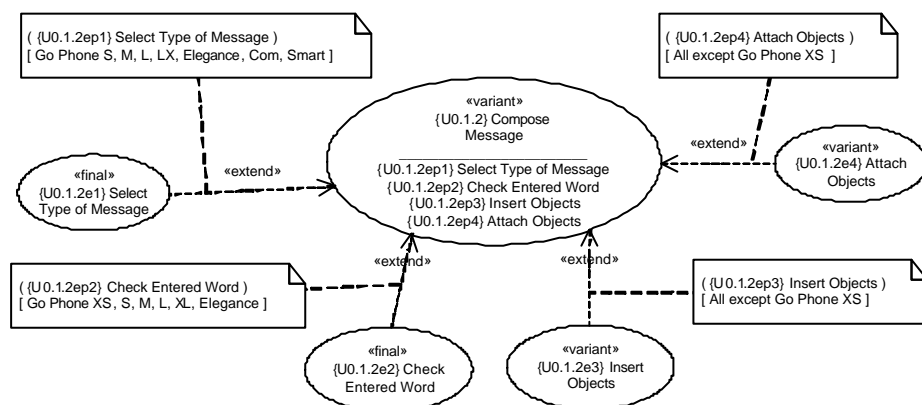 ( {U0.1.2ep1} Select Type of Message )
[ Go Phone S, M, L, LX, Elegance, Com, Smart ]
( {U0.1.2ep4} Attach Objects )
[ All except Go Phone XS ]
«variant»
{U0.1.2} Compose
Message
{U0.1.2ep1} Select Type of Message
{U0.1.2ep2} Check Entered Word
{U0.1.2ep3} Insert Objects
{U0.1.2ep4} Attach Objects
«extend»
«final»
{U0.1.2e1} Select
Type of Message
«extend»
«variant»
{U0.1.2e4} Attach
Objects
«extend»
«extend»
( {U0.1.2ep2} Check Entered Word )
[ Go Phone XS, S, M, L, XL, Elegance ]
( {U0.1.2ep3} Insert Objects )
[ All except Go Phone XS ]
«final»
{U0.1.2e2} Check
Entered Word
«variant»
{U0.1.2e3} Insert
Objects